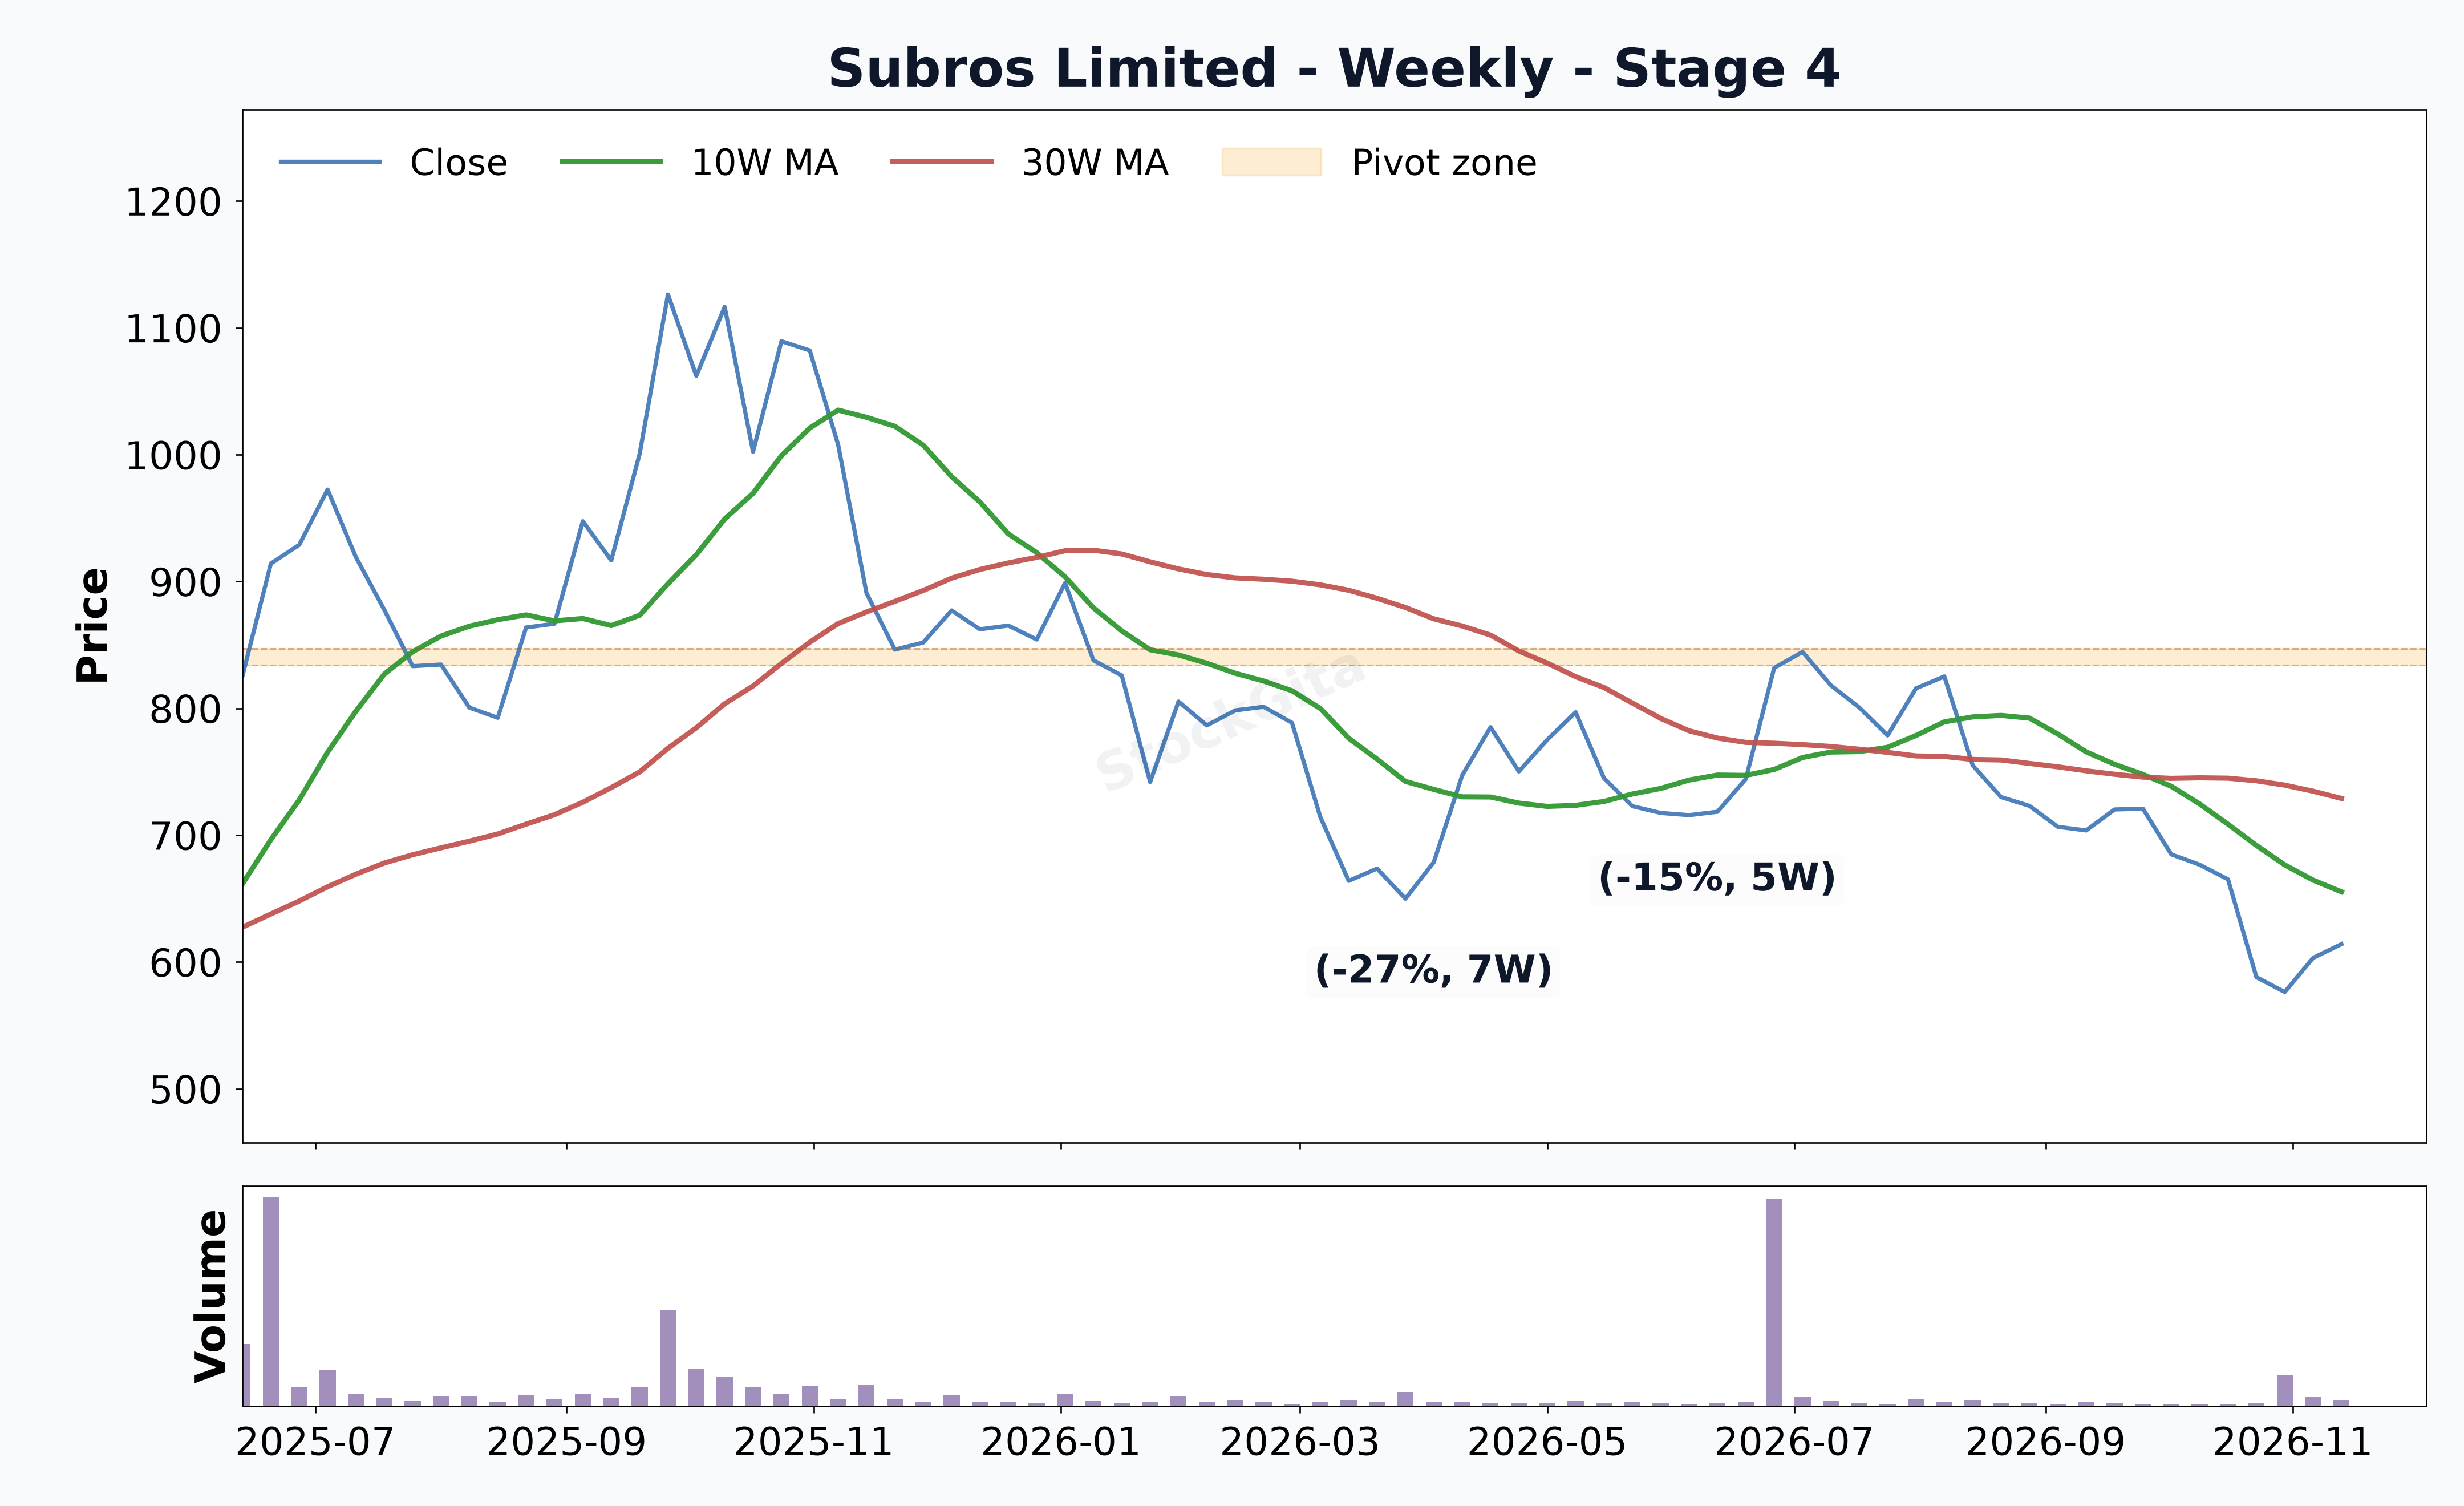 Subros Limited - Weekly - Stage 4
Close 10W MA 30W MA Pivot zone
Price
1200
1100
1000
900
800
700
600
500
StockGita
(-15%, 5W)
(-27%, 7W)
Volume
2025-07 2025-09 2025-11 2026-01 2026-03 2026-05 2026-07 2026-09 2026-11